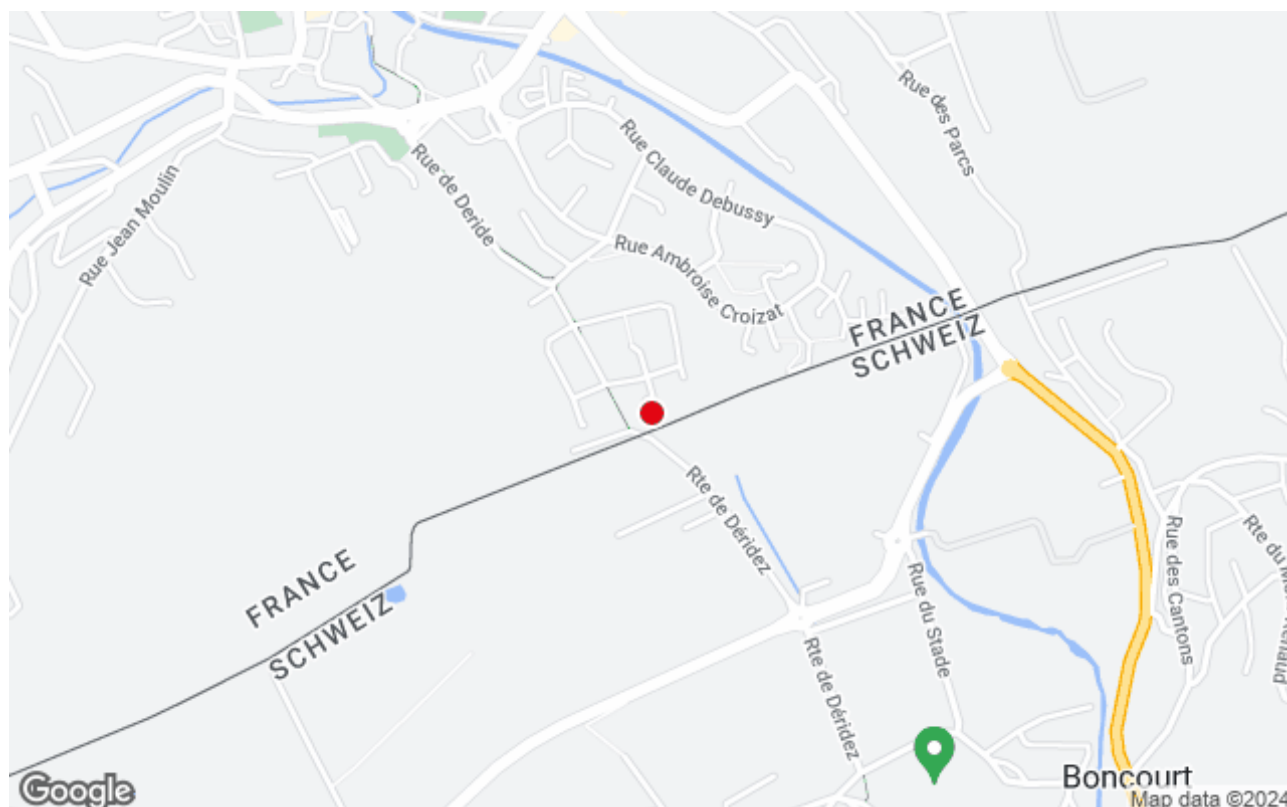 Rue des Parcs
Rue Claude Debussy
Rue de Deride
Rue Jean Moulin
Rue Ambroise Croizat
FRANCE
SCHWEIZ
Rte de Déridez
FRANCE
SCHWEIZ
Rue des Cantons
Rue du Stade
Rte de Déridez
Boncourt
Google
Map data ©2024